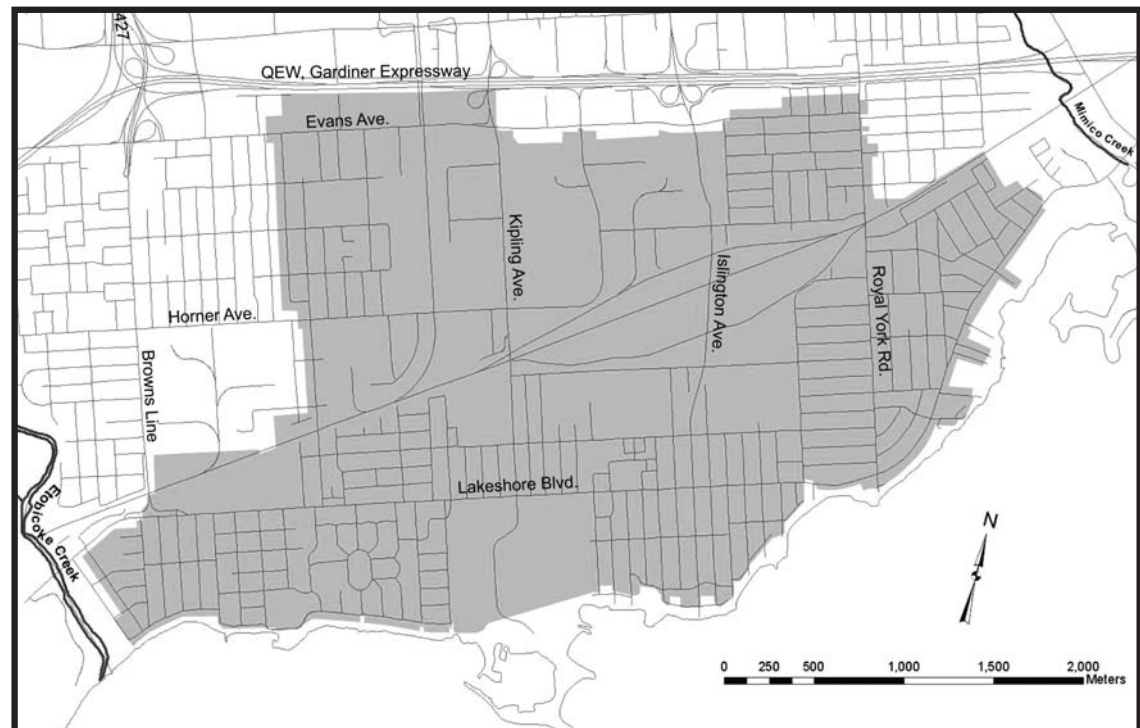 427
QEW, Gardiner Expressway
Evans Ave.
Mimico Creek
Kipling Ave.
Islington Ave.
Royal York Rd.
Horner Ave.
Browns Line
Lakeshore Blvd.
Etobicoke Creek
N
0 250 500 1,000 1,500 2,000
Meters